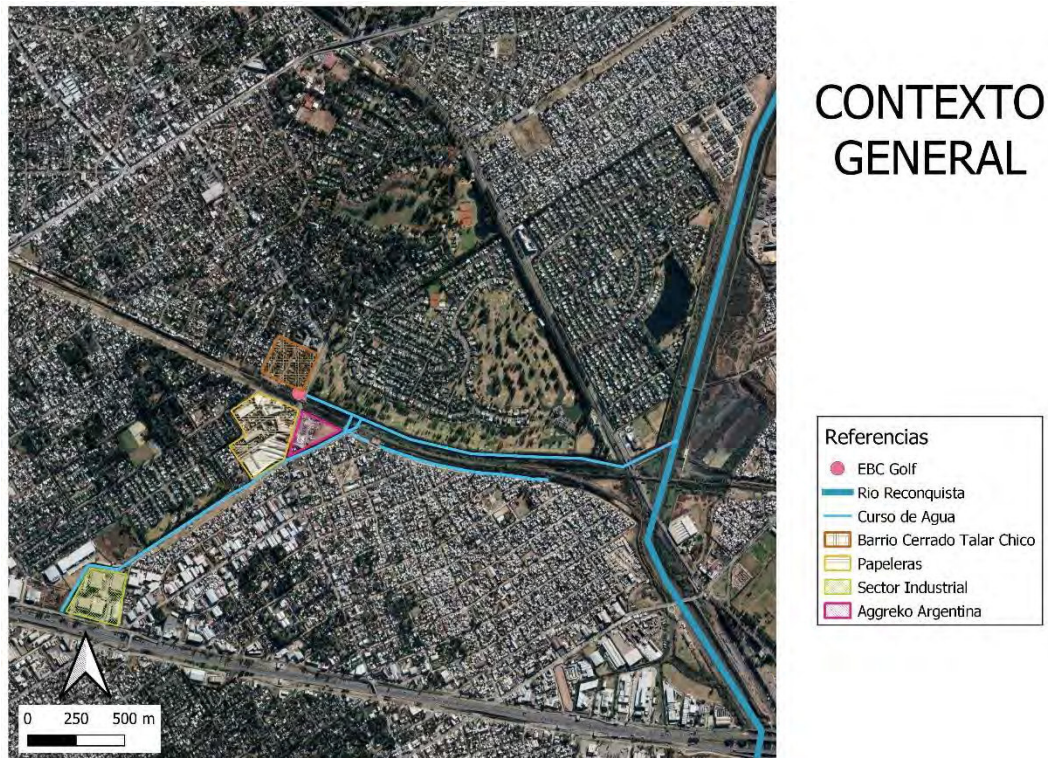 CONTEXTO
GENERAL
Referencias
EBC Golf
Rio Reconquista
Curso de Agua
Barrio Cerrado Talar Chico
Papeleras
Sector Industrial
Aggreko Argentina
0 250 500 m